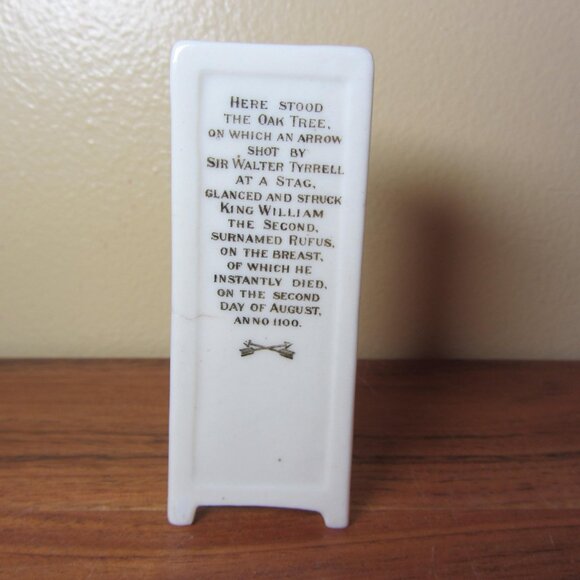 HERE STOOD
THE OAK TREE,
ON WHICH AN ARROW
SHOT BY
SIR WALTER TYRRELL
AT A STAG,
GLANCED AND STRUCK
KING WILLIAM
THE SECOND,
SURNAMED RUFUS,
ON THE BREAST,
OF WHICH HE
INSTANTLY DIED,
ON THE SECOND
DAY OF AUGUST,
ANNO 1100.